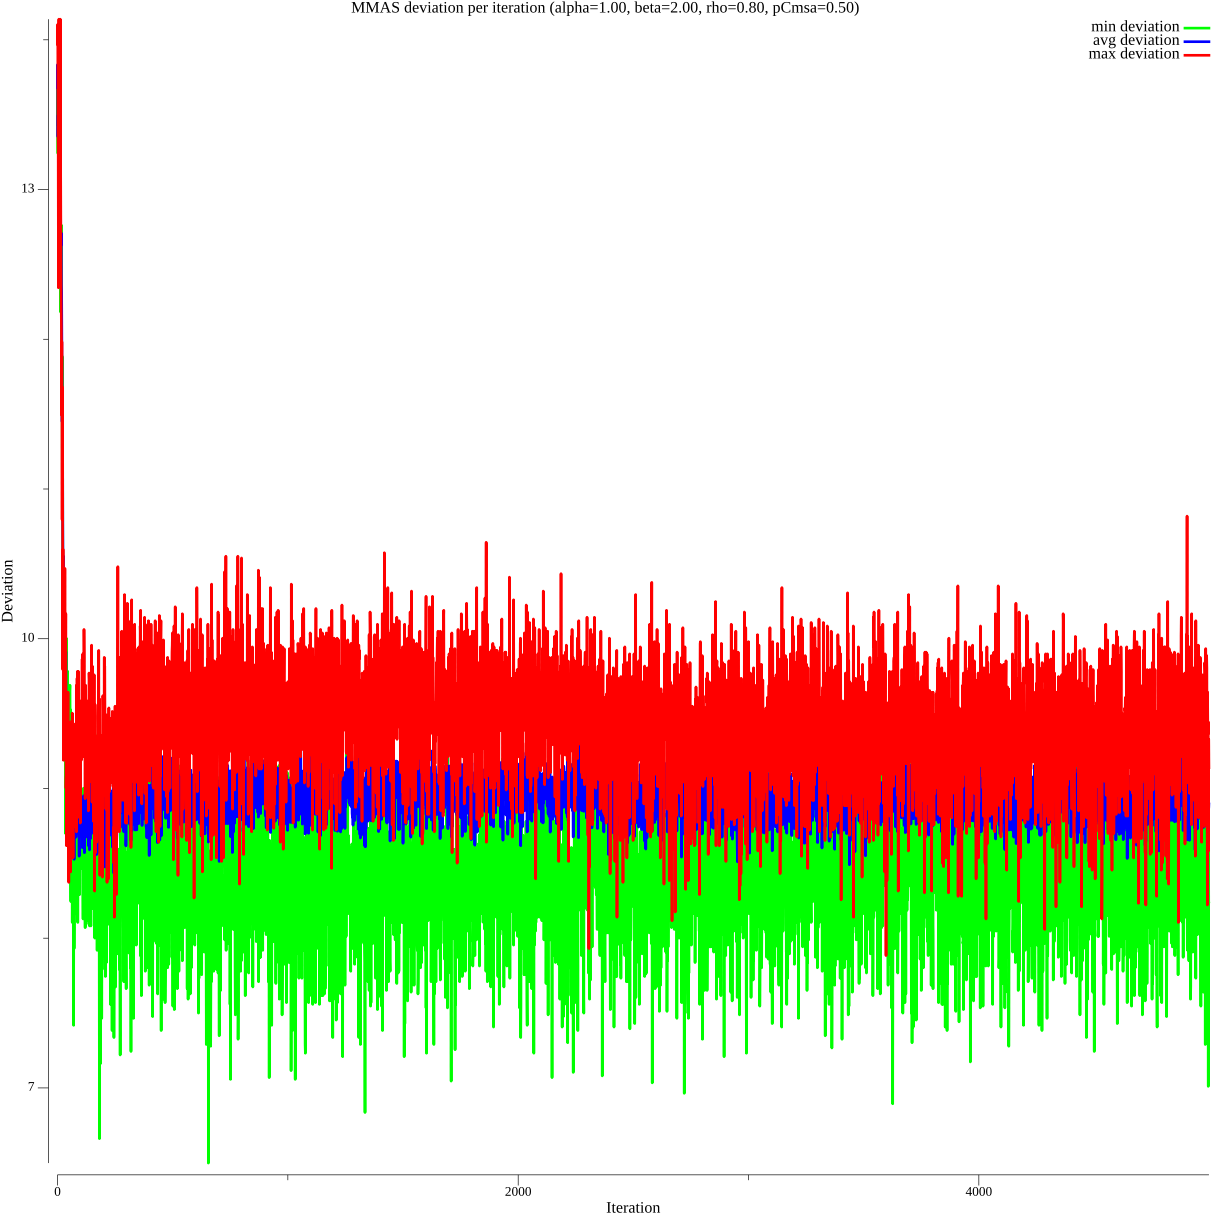 MMAS deviation per iteration (alpha=1.00, beta=2.00, rho=0.80, pCmsa=0.50)
min deviation
avg deviation
max deviation
13
10
7
Deviation
0
2000
4000
Iteration